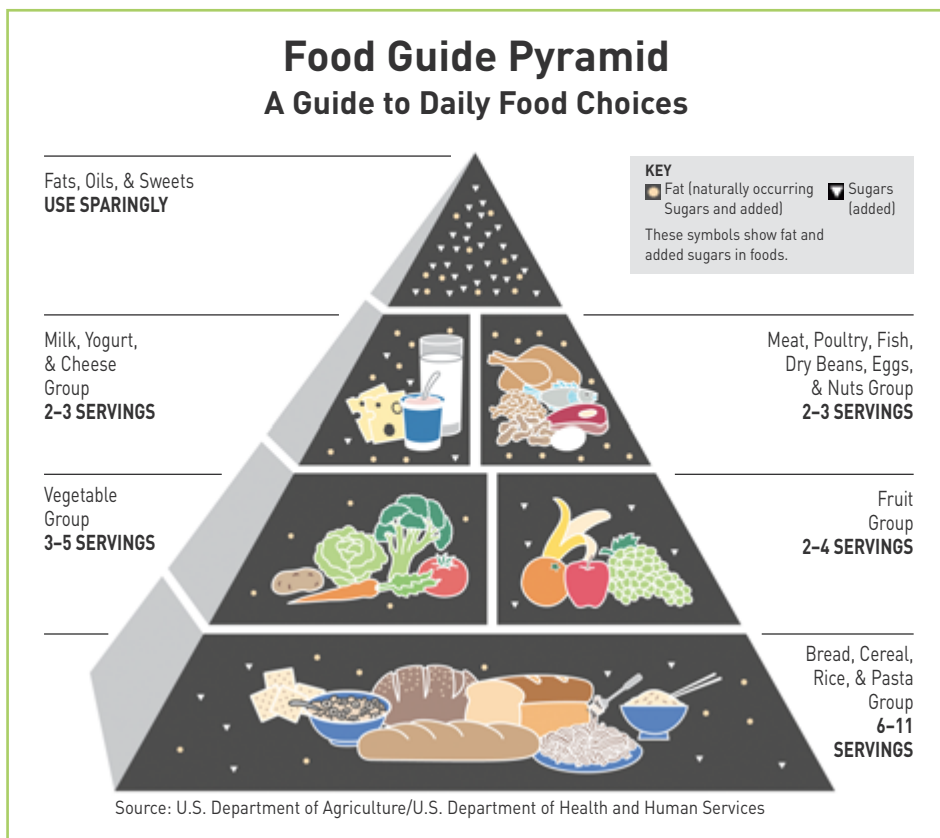 Food Guide Pyramid
A Guide to Daily Food Choices
Fats, Oils, & Sweets
USE SPARINGLY
KEY
Fat (naturally occurring
Sugars and added)
Sugars
(added)
These symbols show fat and
added sugars in foods.
Milk, Yogurt,
& Cheese
Group
2–3 SERVINGS
Meat, Poultry, Fish,
Dry Beans, Eggs,
& Nuts Group
2–3 SERVINGS
Vegetable
Group
3–5 SERVINGS
Fruit
Group
2–4 SERVINGS
Bread, Cereal,
Rice, & Pasta
Group
6–11
SERVINGS
Source: U.S. Department of Agriculture/U.S. Department of Health and Human Services